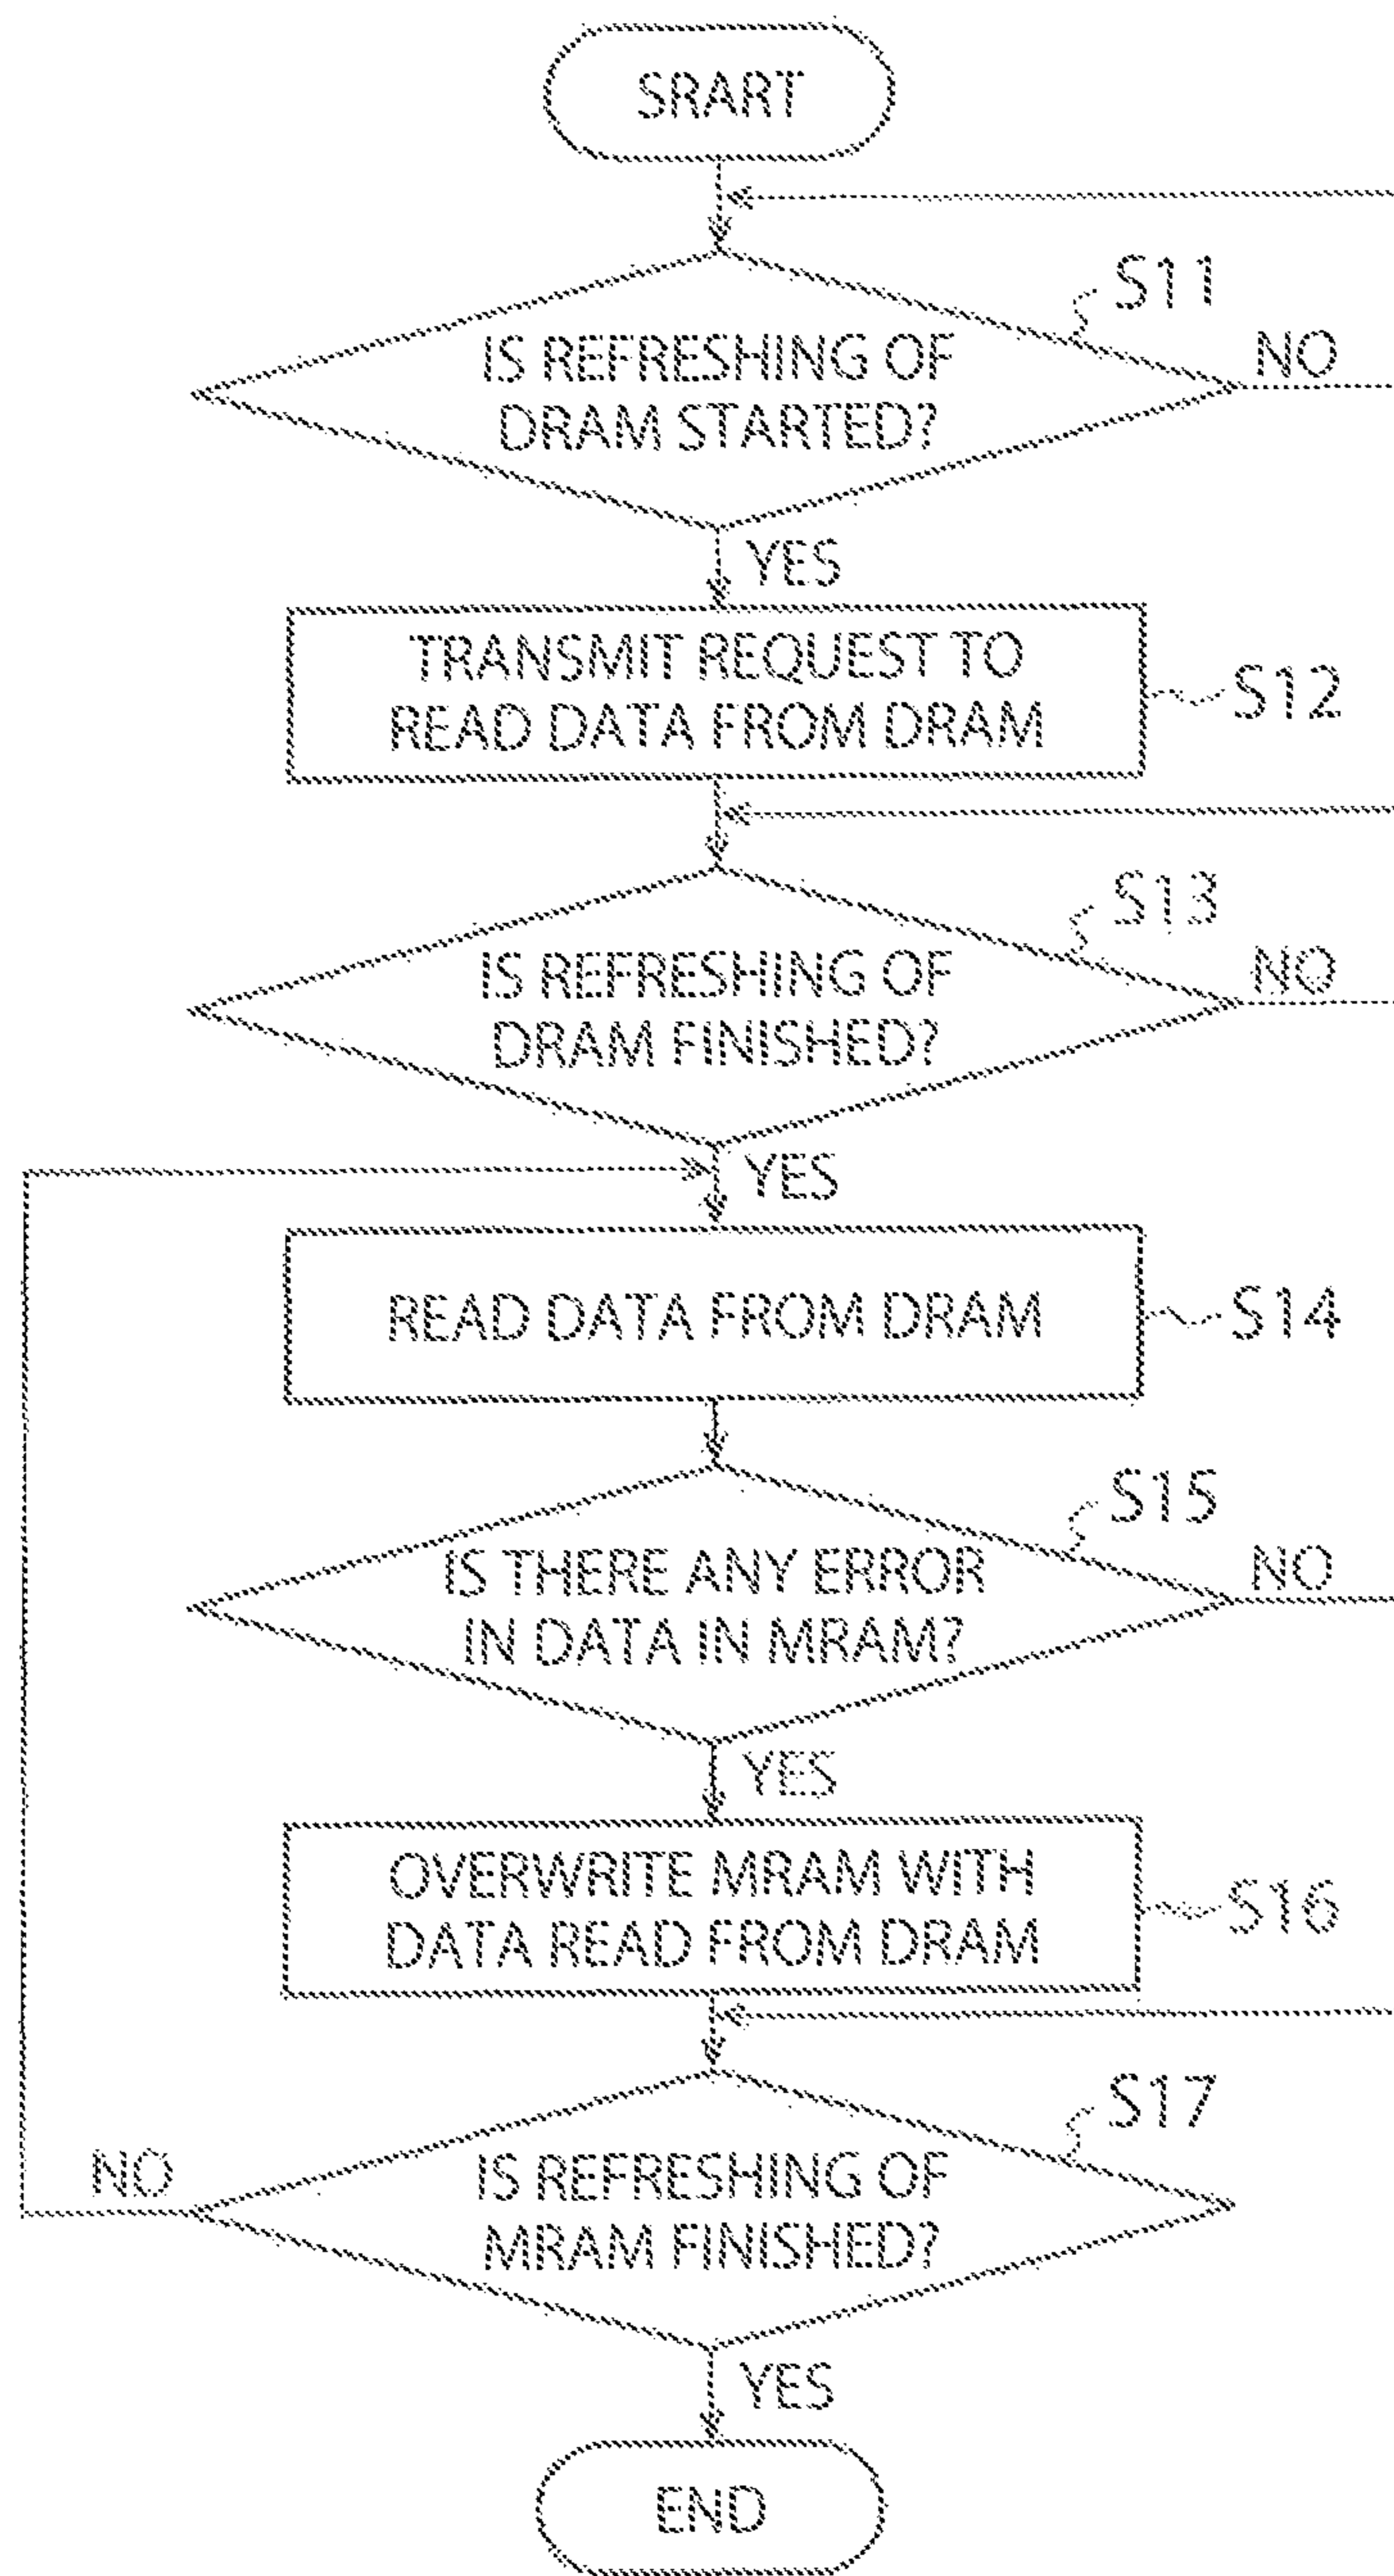 SRART
S11
IS REFRESHING OF
DRAM STARTED?
NO
YES
TRANSMIT REQUEST TO
READ DATA FROM DRAM
S12
S13
IS REFRESHING OF
DRAM FINISHED?
NO
YES
READ DATA FROM DRAM
S14
S15
IS THERE ANY ERROR
IN DATA IN MRAM?
NO
YES
OVERWRITE MRAM WITH
DATA READ FROM DRAM
S16
S17
NO
IS REFRESHING OF
MRAM FINISHED?
YES
END